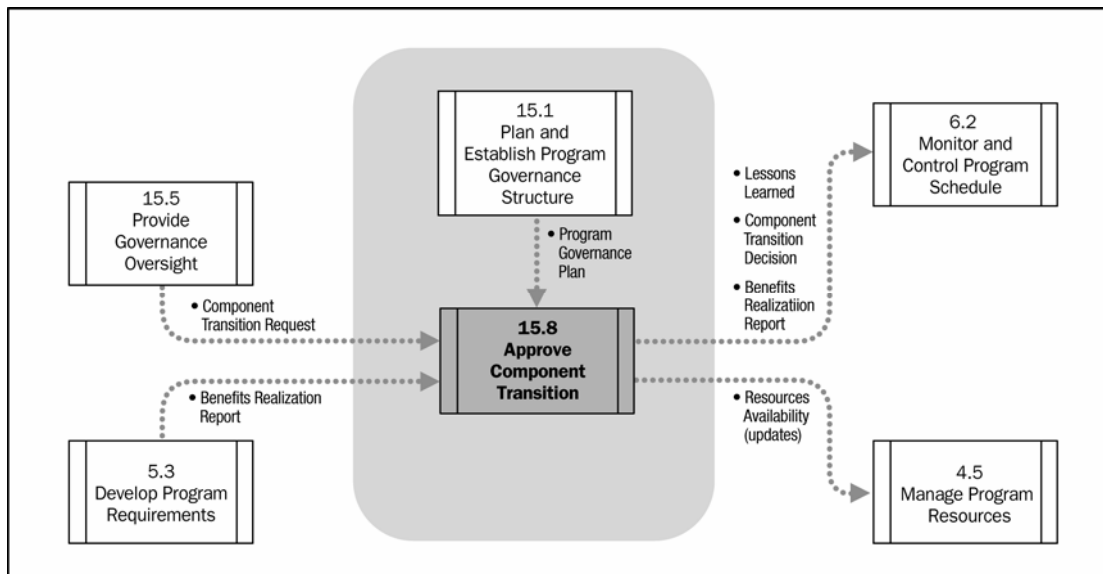 15.1
Plan and
Establish Program
Governance
Structure
6.2
Monitor and
Control Program
Schedule
15.5
Provide
Governance
Oversight
• Lessons
Learned
• Component
Transition
Decision
• Benefits
Realization
Report
• Program
Governance
Plan
• Component
Transition Request
15.8
Approve
Component
Transition
• Benefits Realization
Report
• Resources
Availability
(updates)
5.3
Develop Program
Requirements
4.5
Manage Program
Resources